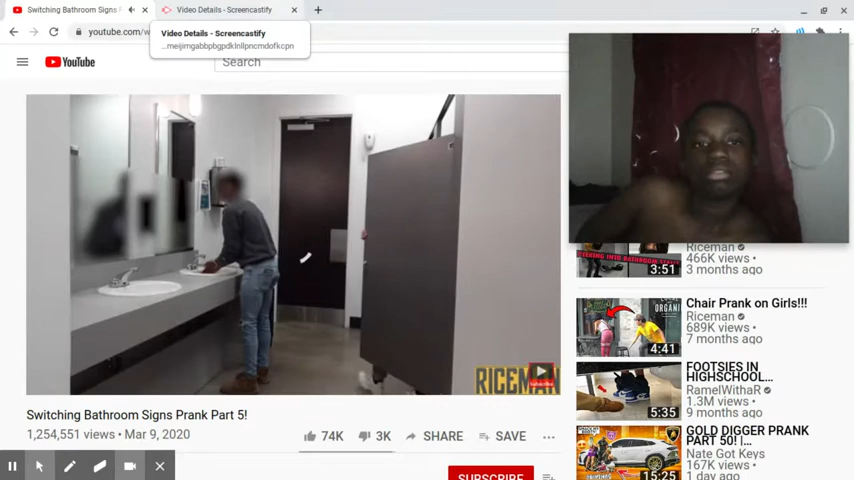 Switching Bathroom Signs P
Video Details - Screencastify
youtube.com/w
Video Details - Screencastify
...meijimgabbpbgpdklnllpncmdofkcpn
YouTube
Search
RICEMAN
Subscribe
Switching Bathroom Signs Prank Part 5!
1,254,551 views • Mar 9, 2020
74K
3K
SHARE
SAVE
SUBSCRIBE
Riceman
466K views •
3 months ago
3:51
Chair Prank on Girls!!!
Riceman
689K views •
7 months ago
ORGANI
4:41
FOOTSIES IN
HIGHSCHOOL...
RamelWithaR
1.3M views •
9 months ago
5:35
GOLD DIGGER PRANK
PART 50! |...
Nate Got Keys
167K views •
1 day ago
15:25